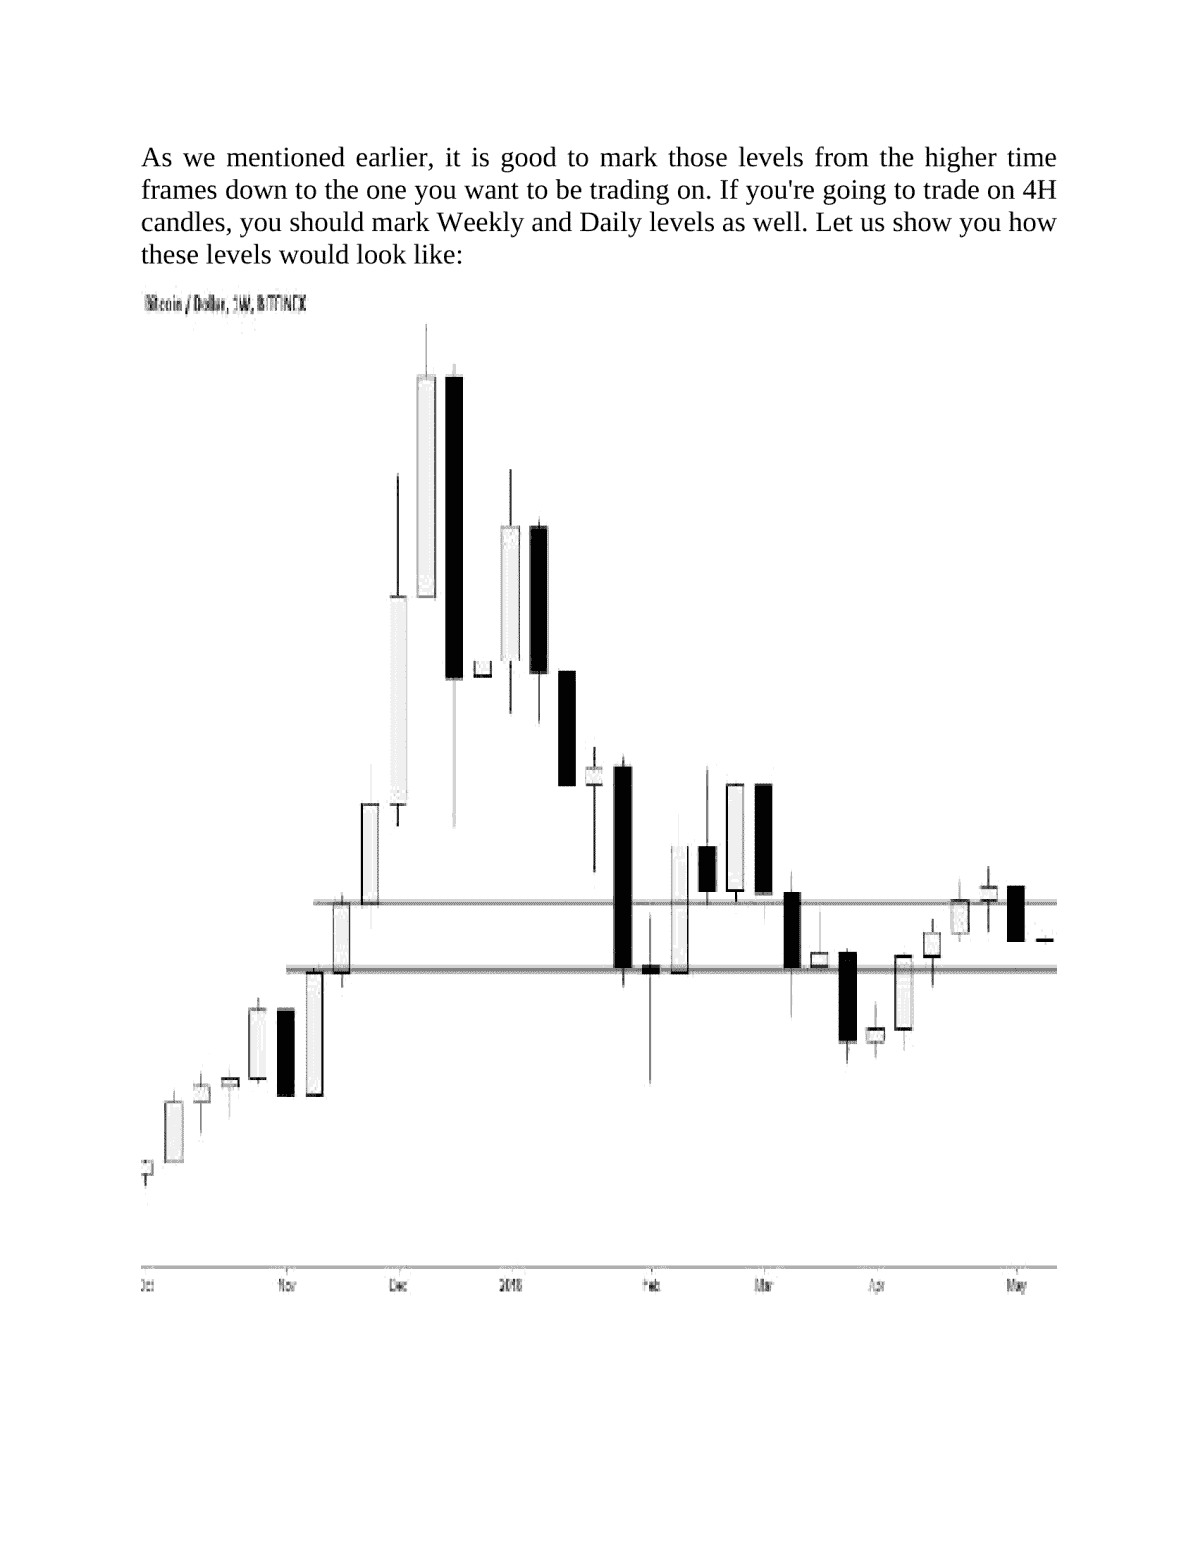 As we mentioned earlier, it is good to mark those levels from the higher time
frames down to the one you want to be trading on. If you're going to trade on 4H
candles, you should mark Weekly and Daily levels as well. Let us show you how
these levels would look like:
Bitcoin / Dollar, 1W, BITFINEX
Oct Nov Dec 2018 Feb Mar Apr May